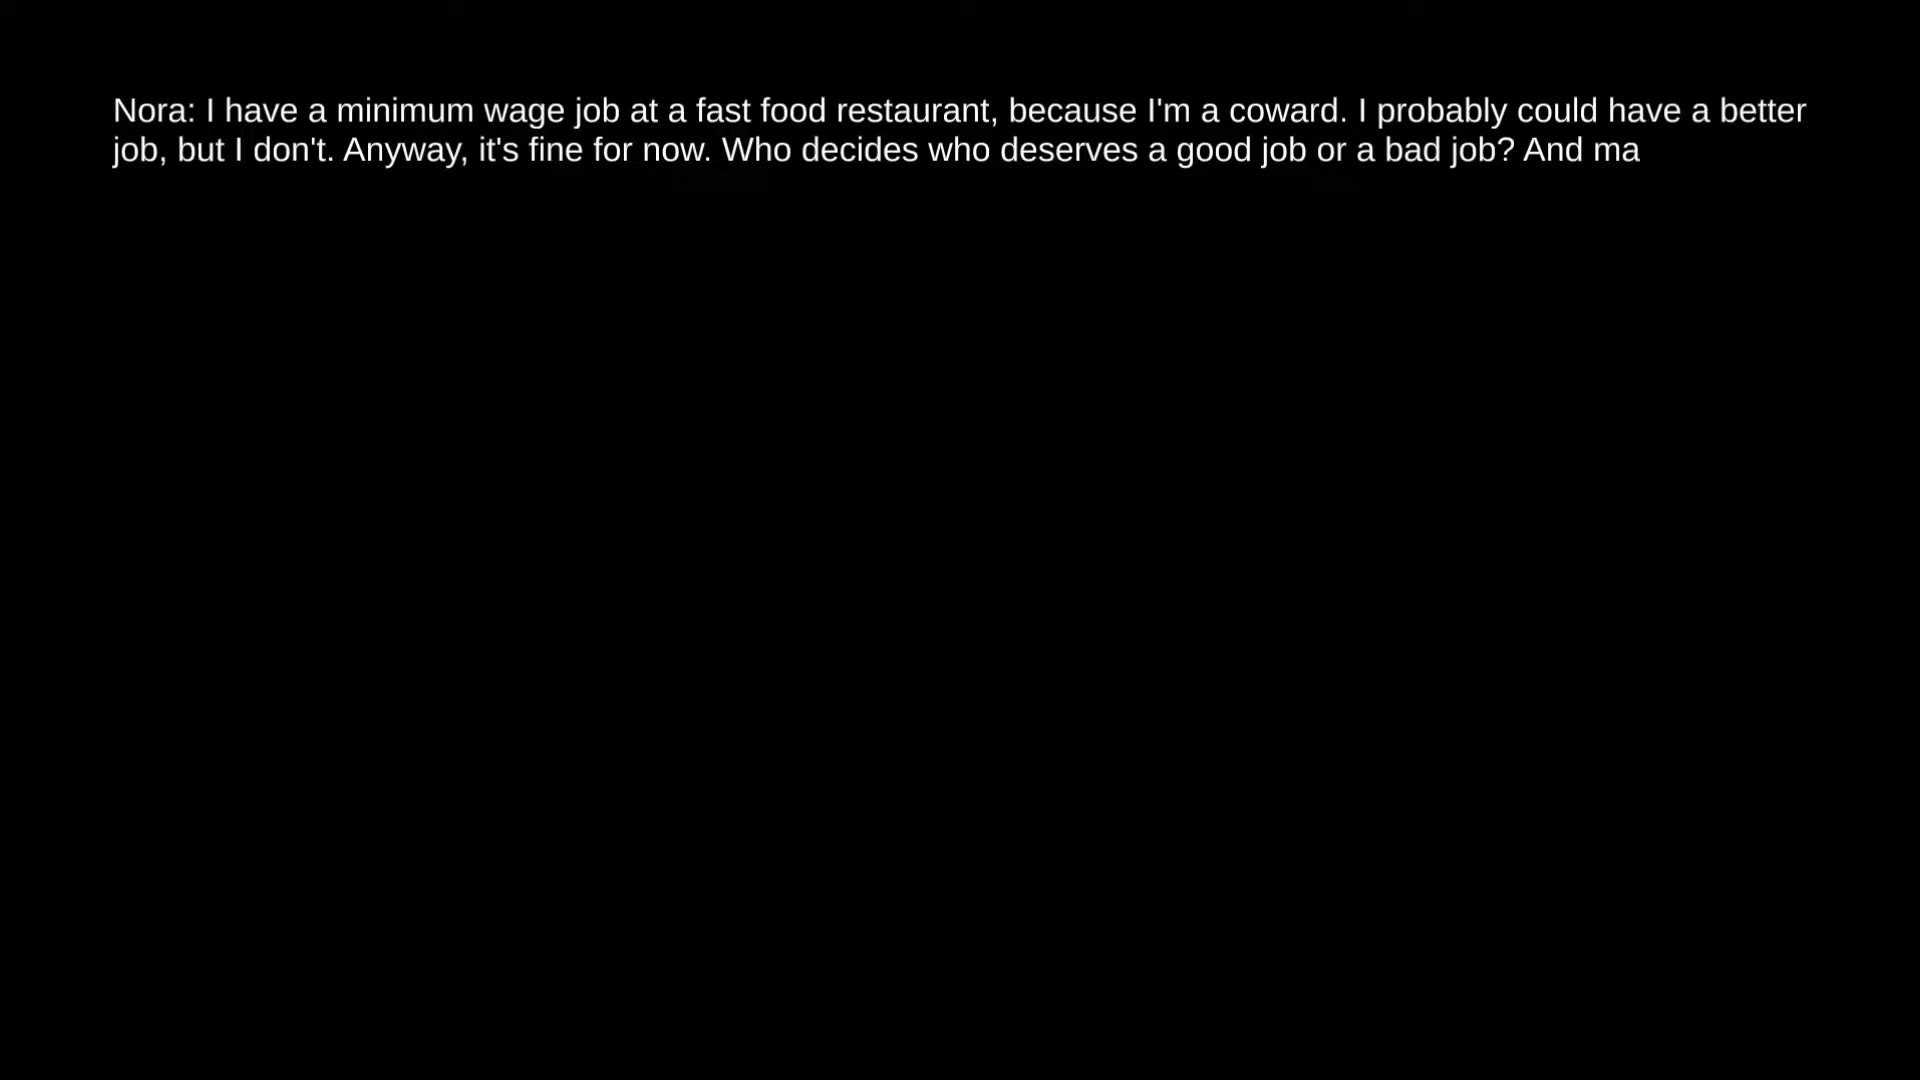 Nora: I have a minimum wage job at a fast food restaurant, because I'm a coward. I probably could have a better
job, but I don't. Anyway, it's fine for now. Who decides who deserves a good job or a bad job? And ma